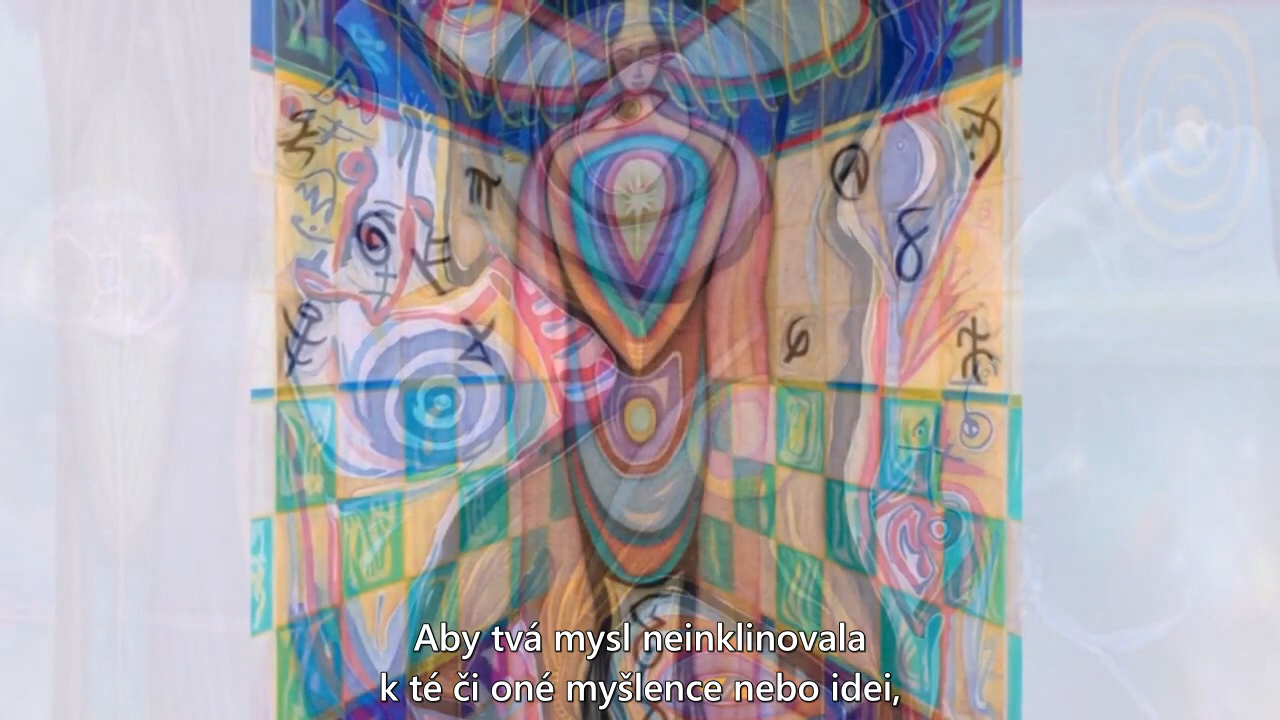 Aby tvá mysl neinklinovala
k té či oné myšlence nebo idei,